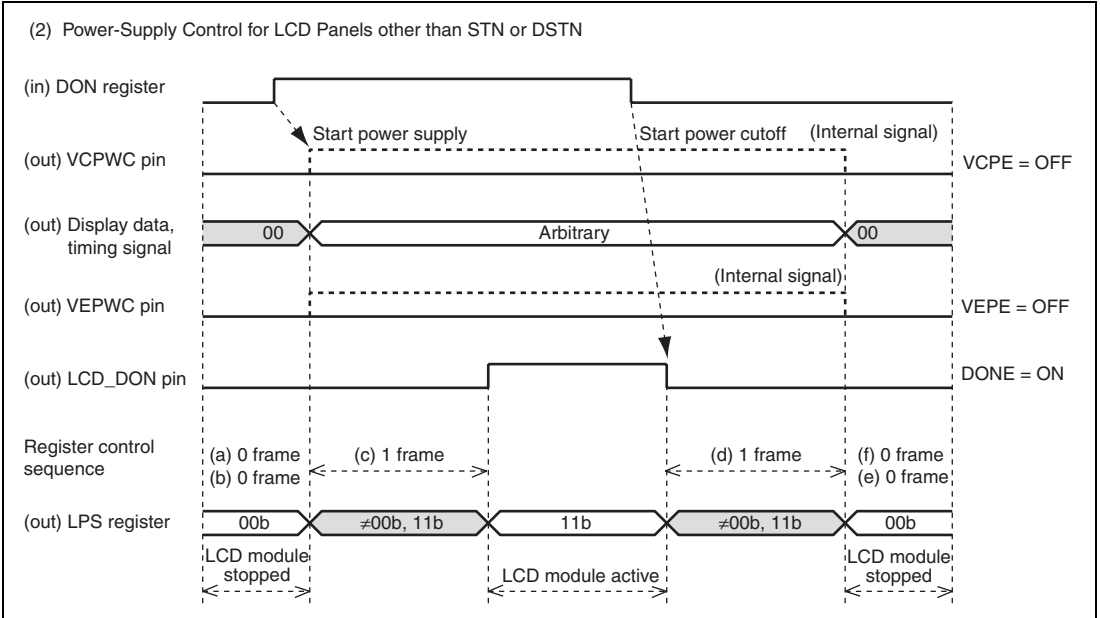 (2) Power-Supply Control for LCD Panels other than STN or DSTN
(in) DON register
Start power supply
Start power cutoff
(Internal signal)
(out) VCPWC pin
VCPE = OFF
(out) Display data,
timing signal
00
Arbitrary
00
(Internal signal)
(out) VEPWC pin
VEPE = OFF
(out) LCD_DON pin
DONE = ON
Register control
sequence
(a) 0 frame
(b) 0 frame
(c) 1 frame
(d) 1 frame
(f) 0 frame
(e) 0 frame
(out) LPS register
00b
≠00b, 11b
11b
≠00b, 11b
00b
LCD module
stopped
LCD module active
LCD module
stopped